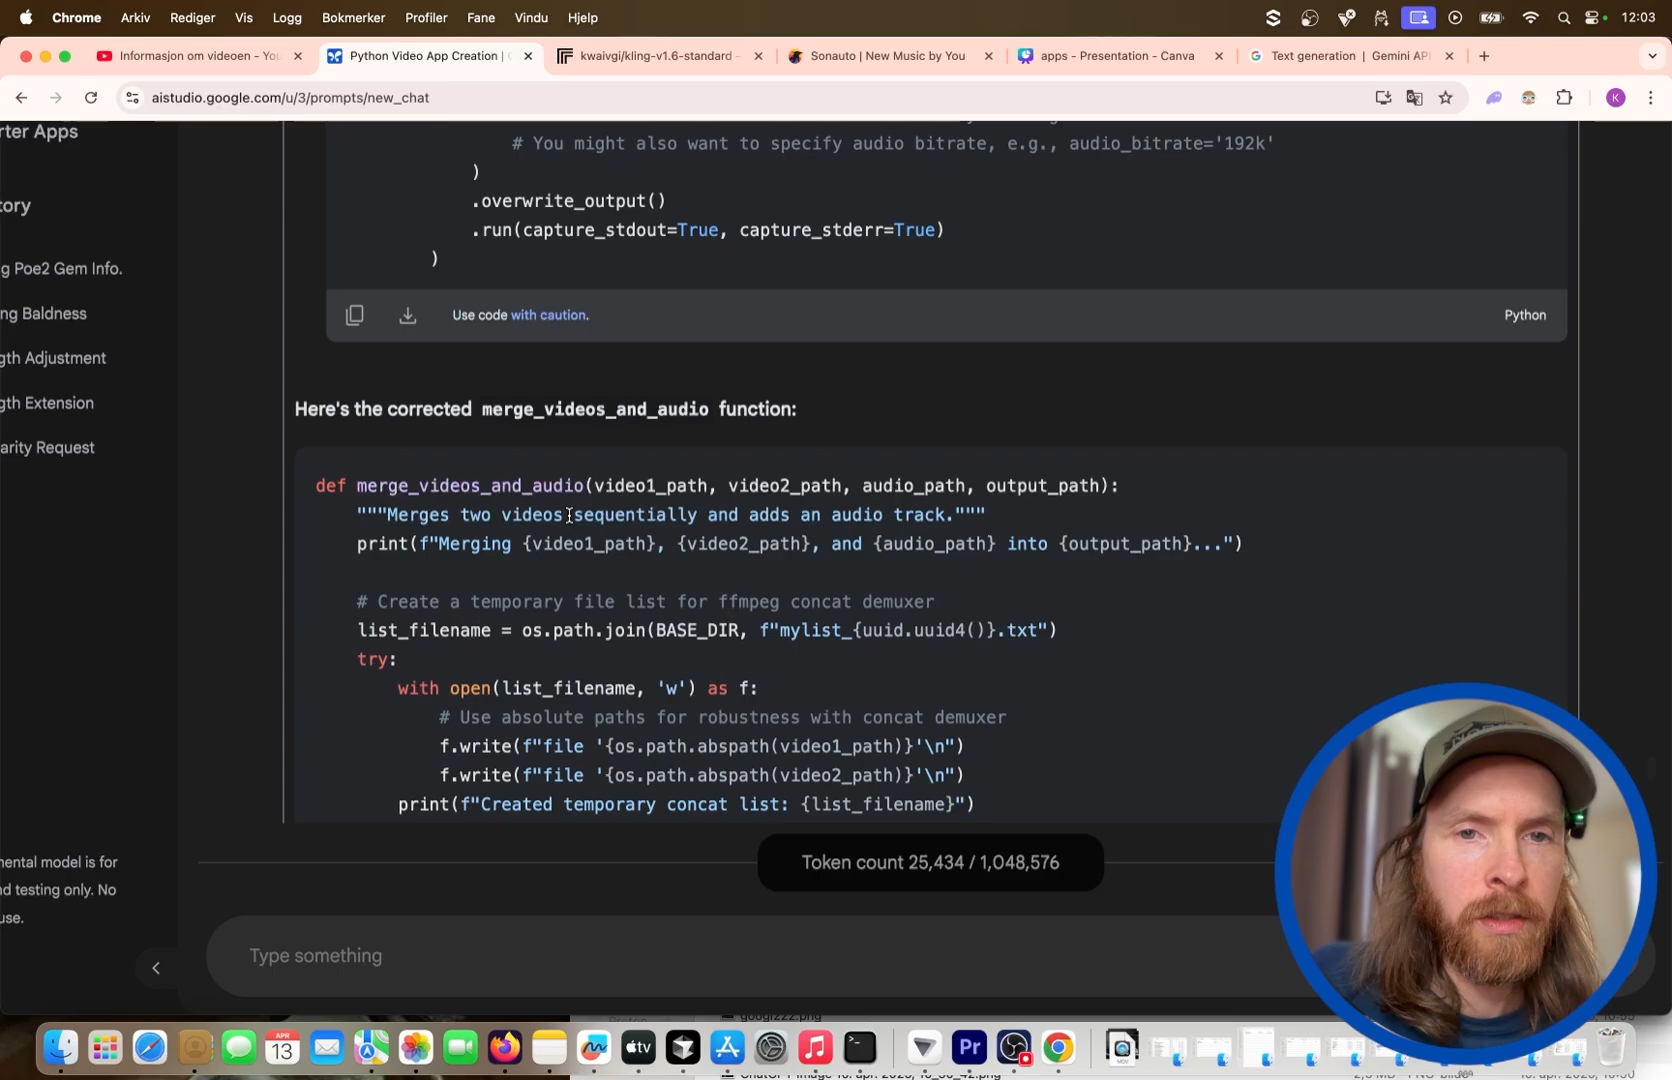 Chrome Arkiv Rediger Vis Logg Bokmerker Profiler Fane Vindu Hjelp 12:03
Informasjon om videoen - You
Python Video App Creation |
kwaivgi/kling-v1.6-standard -
Sonauto | New Music by You
apps - Presentation - Canva
Text generation | Gemini API
aistudio.google.com/u/3/prompts/new_chat
K
rter Apps
tory
g Poe2 Gem Info.
ng Baldness
gth Adjustment
gth Extension
arity Request
mental model is for
nd testing only. No
use.
# You might also want to specify audio bitrate, e.g., audio_bitrate='192k'
)
.overwrite_output()
.run(capture_stdout=True, capture_stderr=True)
)
Use code with caution.
Python
Here's the corrected merge_videos_and_audio function:
def merge_videos_and_audio(video1_path, video2_path, audio_path, output_path):
"""Merges two videos sequentially and adds an audio track."""
print(f"Merging {video1_path}, {video2_path}, and {audio_path} into {output_path}...")
# Create a temporary file list for ffmpeg concat demuxer
list_filename = os.path.join(BASE_DIR, f"mylist_{uuid.uuid4()}.txt")
try:
with open(list_filename, 'w') as f:
# Use absolute paths for robustness with concat demuxer
f.write(f"file '{os.path.abspath(video1_path)}'\n")
f.write(f"file '{os.path.abspath(video2_path)}'\n")
print(f"Created temporary concat list: {list_filename}")
Token count 25,434 / 1,048,576
Type something
APR
13
tv
Pr